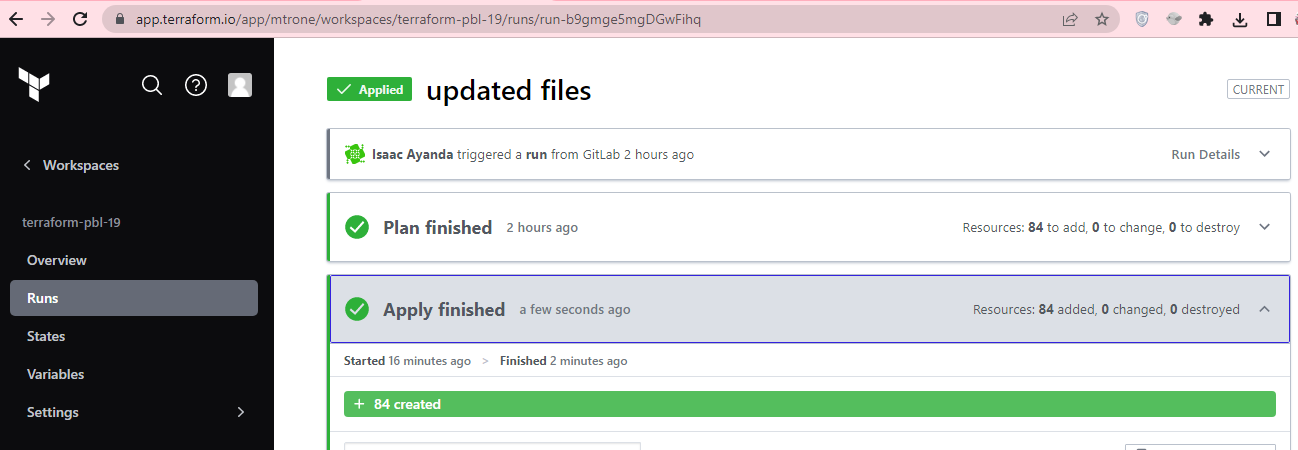 app.terraform.io/app/mtrone/workspaces/terraform-pbl-19/runs/run-b9gmge5mgDGwFihq
Workspaces
terraform-pbl-19
Overview
Runs
States
Variables
Settings
Applied updated files CURRENT
Isaac Ayanda triggered a run from GitLab 2 hours ago Run Details
Plan finished 2 hours ago Resources: 84 to add, 0 to change, 0 to destroy
Apply finished a few seconds ago Resources: 84 added, 0 changed, 0 destroyed
Started 16 minutes ago > Finished 2 minutes ago
+ 84 created